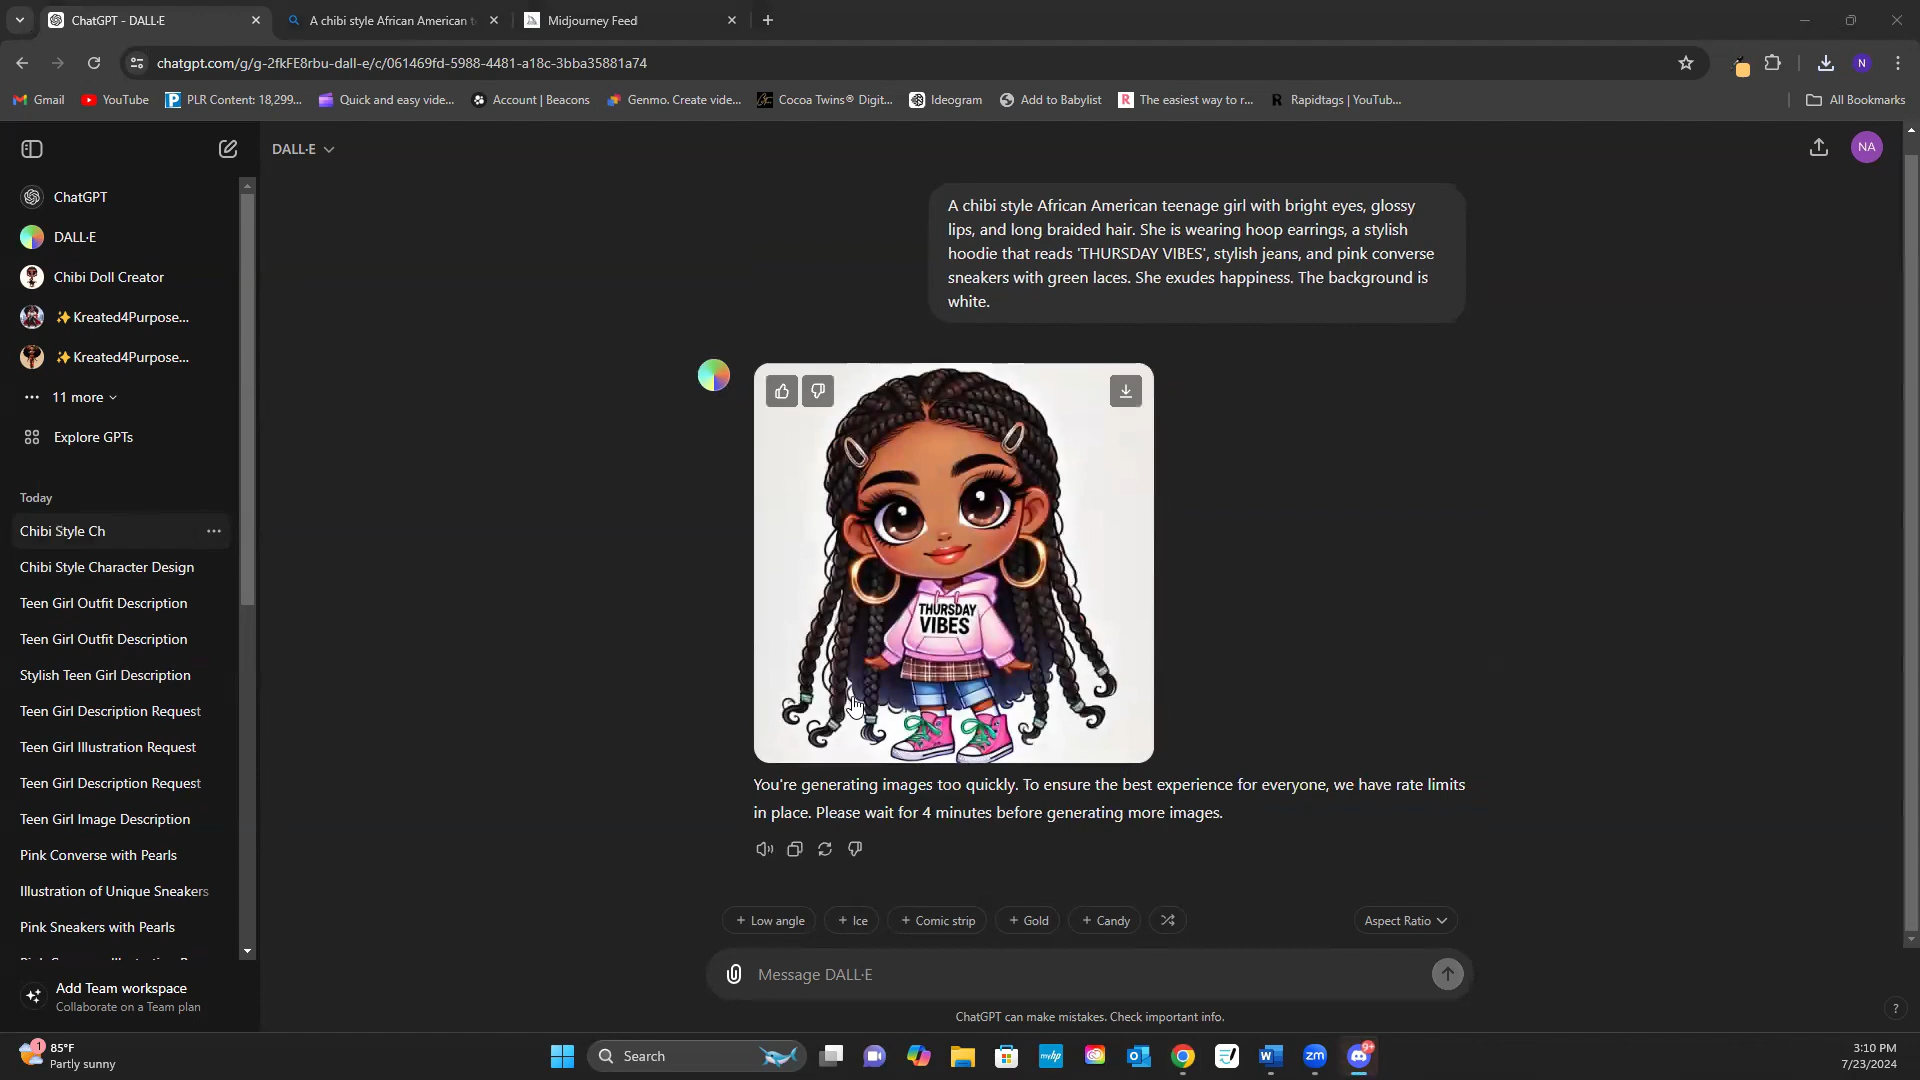 ChatGPT - DALL·E
A chibi style African American
Midjourney Feed
chatgpt.com/g/g-2fkFE8rbu-dall-e/c/061469fd-5988-4481-a18c-3bba35881a74
N
Gmail
YouTube
PLR Content: 18,299...
Quick and easy vide...
Account | Beacons
Genmo. Create vide...
Cocoa Twins® Digit...
Ideogram
Add to Babylist
The easiest way to r...
Rapidtags | YouTub...
All Bookmarks
DALL·E
NA
ChatGPT
DALL·E
Chibi Doll Creator
✨Kreated4Purpose...
✨Kreated4Purpose...
11 more
Explore GPTs
Today
Chibi Style Ch
Chibi Style Character Design
Teen Girl Outfit Description
Teen Girl Outfit Description
Stylish Teen Girl Description
Teen Girl Description Request
Teen Girl Illustration Request
Teen Girl Description Request
Teen Girl Image Description
Pink Converse with Pearls
Illustration of Unique Sneakers
Pink Sneakers with Pearls
Add Team workspace
Collaborate on a Team plan
A chibi style African American teenage girl with bright eyes, glossy
lips, and long braided hair. She is wearing hoop earrings, a stylish
hoodie that reads 'THURSDAY VIBES', stylish jeans, and pink converse
sneakers with green laces. She exudes happiness. The background is
white.
THURSDAY
VIBES
You're generating images too quickly. To ensure the best experience for everyone, we have rate limits
in place. Please wait for 4 minutes before generating more images.
Low angle
Ice
Comic strip
Gold
Candy
Aspect Ratio
Message DALL·E
ChatGPT can make mistakes. Check important info.
?
1
85°F
Partly sunny
Search
myhp
zm
9+
3:10 PM
7/23/2024